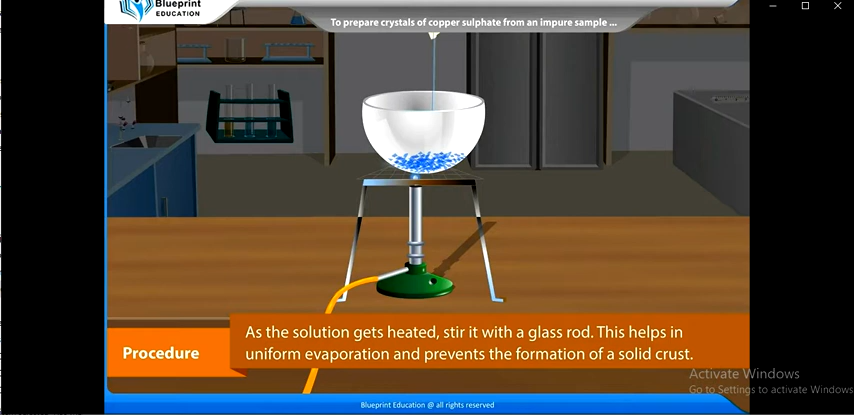 Blueprint
EDUCATION
To prepare crystals of copper sulphate from an impure sample ...
As the solution gets heated, stir it with a glass rod. This helps in
uniform evaporation and prevents the formation of a solid crust.
Procedure
Activate Windows
Go to Settings to activate Windows
Blueprint Education @ all rights reserved